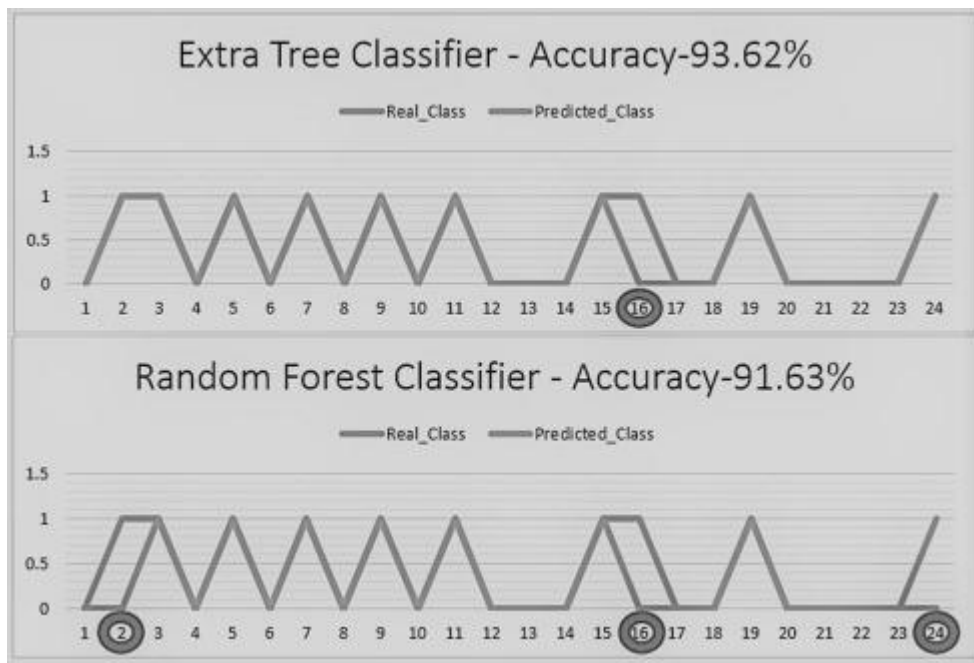 Extra Tree Classifier - Accuracy-93.62%
Real_Class Predicted_Class
1.5
1
0.5
0
1 2 3 4 5 6 7 8 9 10 11 12 13 14 15 16 17 18 19 20 21 22 23 24
Random Forest Classifier - Accuracy-91.63%
Real_Class Predicted_Class
1.5
1
0.5
0
1 2 3 4 5 6 7 8 9 10 11 12 13 14 15 16 17 18 19 20 21 22 23 24